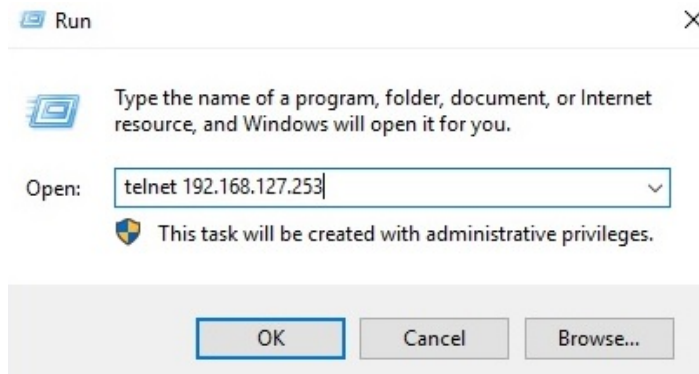 Run
Type the name of a program, folder, document, or Internet
resource, and Windows will open it for you.
Open: telnet 192.168.127.253
This task will be created with administrative privileges.
OK Cancel Browse...